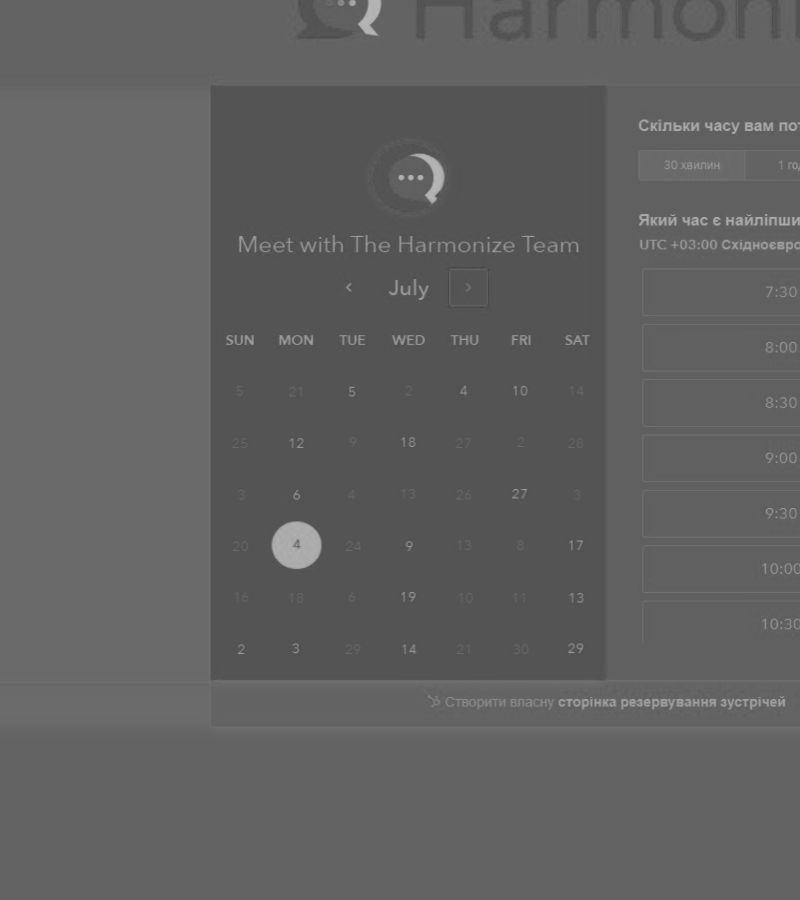 Harmoni
Meet with The Harmonize Team
July
SUN MON TUE WED THU FRI SAT
5 21 5 2 4 10 14
25 12 9 18 27 2 28
3 6 4 13 26 27 3
20 4 24 9 13 8 17
16 18 6 19 10 11 13
2 3 29 14 21 30 29
Скільки часу вам пот
30 хвилин 1 го
Який час є найліпши
UTC +03:00 Східноєвро
7:30
8:00
8:30
9:00
9:30
10:00
10:30
Створити власну сторінка резервування зустрічей